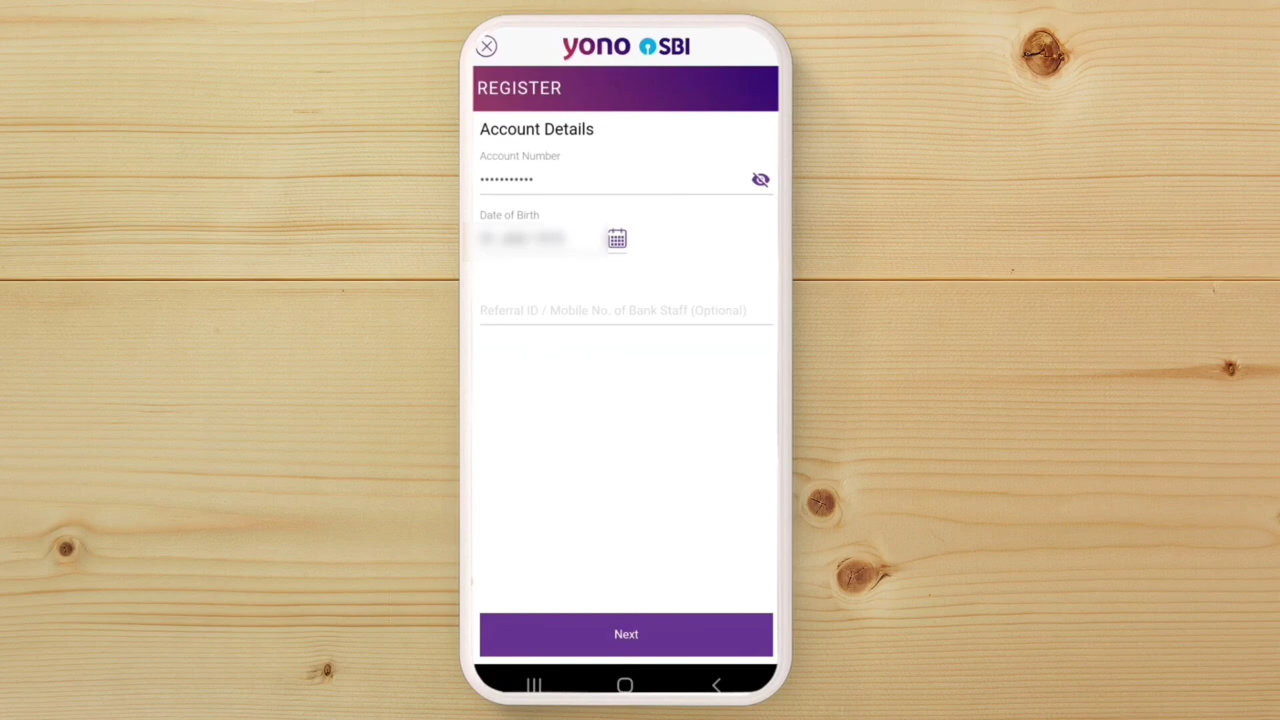 yono SBI
REGISTER
Account Details
Account Number
•••••••••••
Date of Birth
Referral ID / Mobile No. of Bank Staff (Optional)
Next